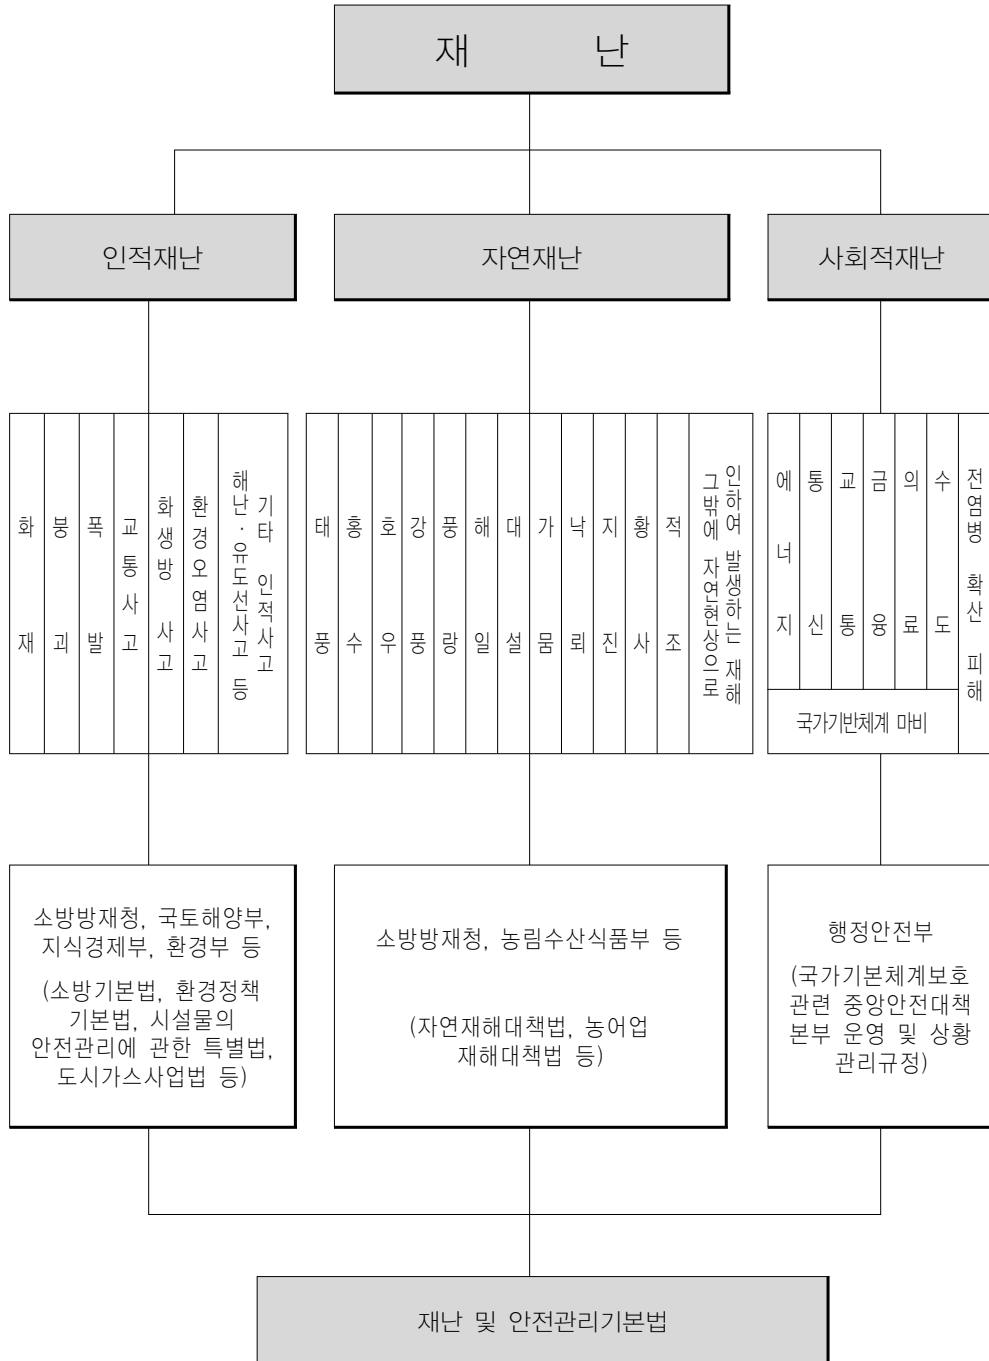 재 난
인적재난
자연재난
사회적재난
화재
붕괴
폭발
교통사고
화생방 사고
환경오염사고
기타 인적사고
해난·유도선사고 등
태풍
홍수
호우
강풍
풍랑
해일
대설
가뭄
낙뢰
지진
황사
적조
인하여 발생하는 재해
그밖에 자연현상으로
에너지
통신
교통
금융
의료
수도
국가기반체계 마비
전염병 확산 피해
소방방재청, 국토해양부,
지식경제부, 환경부 등
(소방기본법, 환경정책
기본법, 시설물의
안전관리에 관한 특별법,
도시가스사업법 등)
소방방재청, 농림수산식품부 등
(자연재해대책법, 농어업
재해대책법 등)
행정안전부
(국가기본체계보호
관련 중앙안전대책
본부 운영 및 상황
관리규정)
재난 및 안전관리기본법